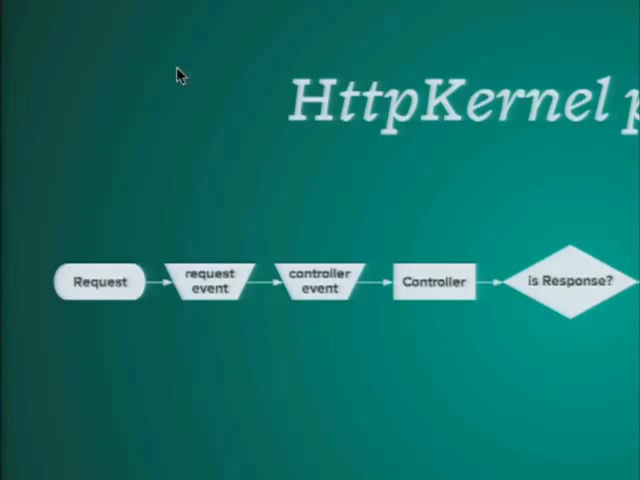 HttpKernel p
Request
request
event
controller
event
Controller
is Response?